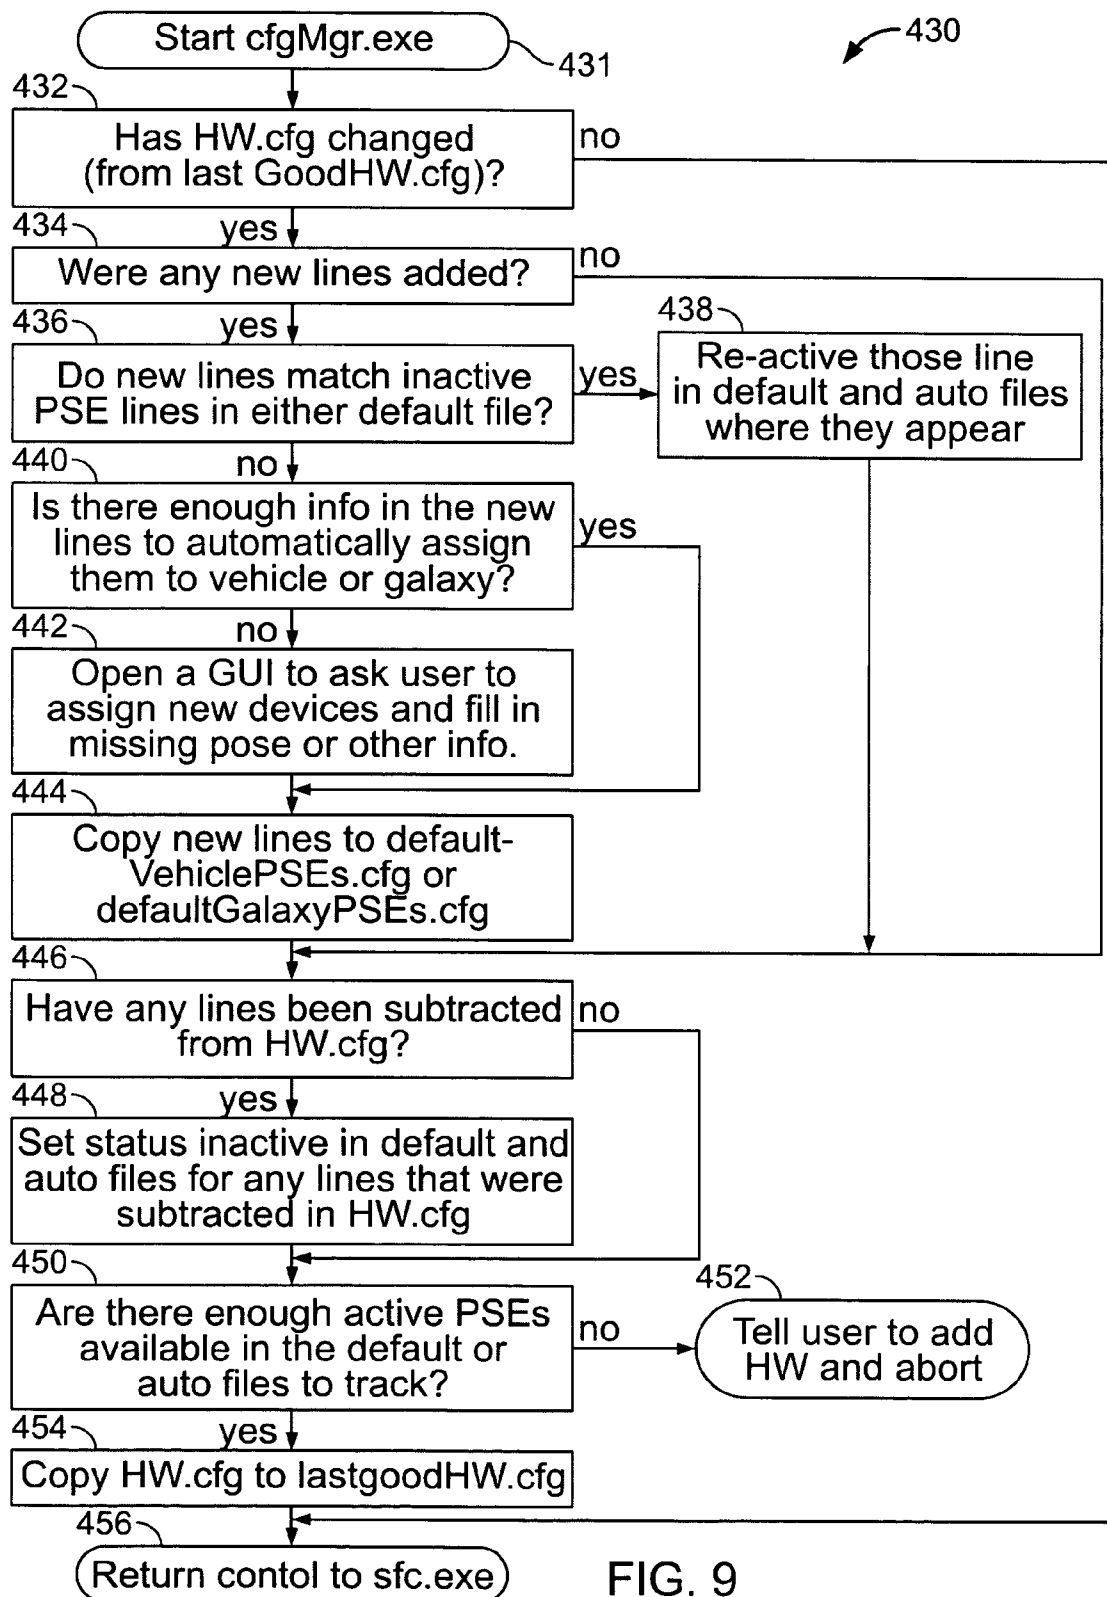 Start cfgMgr.exe
431
430
432
Has HW.cfg changed
(from last GoodHW.cfg)?
no
yes
434
Were any new lines added?
no
yes
436
Do new lines match inactive
PSE lines in either default file?
yes
438
Re-active those line
in default and auto files
where they appear
no
440
Is there enough info in the new
lines to automatically assign
them to vehicle or galaxy?
yes
no
442
Open a GUI to ask user to
assign new devices and fill in
missing pose or other info.
444
Copy new lines to default-
VehiclePSEs.cfg or
defaultGalaxyPSEs.cfg
446
Have any lines been subtracted
from HW.cfg?
no
yes
448
Set status inactive in default and
auto files for any lines that were
subtracted in HW.cfg
450
Are there enough active PSEs
available in the default or
auto files to track?
no
452
Tell user to add
HW and abort
yes
454
Copy HW.cfg to lastgoodHW.cfg
456
Return contol to sfc.exe
FIG. 9